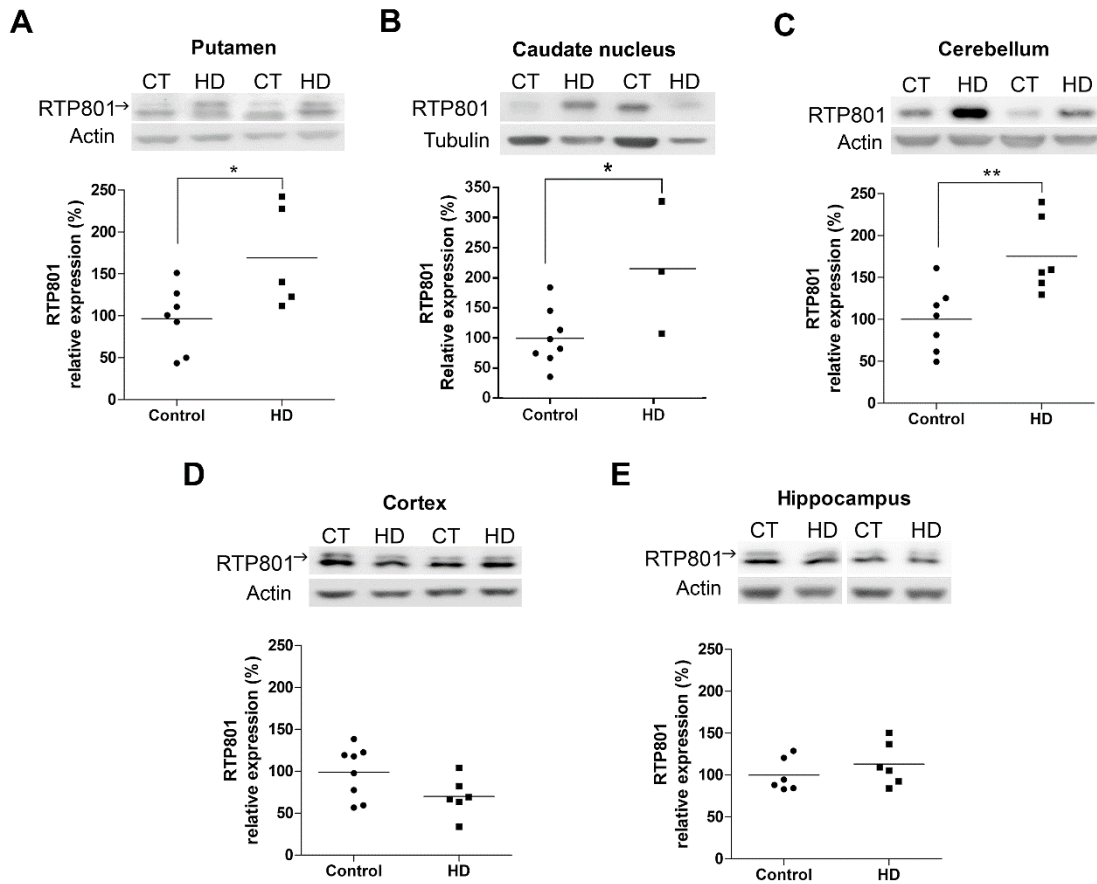 A
Putamen
CT HD CT HD
RTP801→
Actin
*
RTP801
relative expression (%)
250
200
150
100
50
0
Control HD
B
Caudate nucleus
CT HD CT HD
RTP801
Tubulin
*
RTP801
Relative expression (%)
350
300
250
200
150
100
50
0
Control HD
C
Cerebellum
CT HD CT HD
RTP801
Actin
**
RTP801
relative expression (%)
250
200
150
100
50
0
Control HD
D
Cortex
CT HD CT HD
RTP801→
Actin
RTP801
relative expression (%)
250
200
150
100
50
0
Control HD
E
Hippocampus
CT HD CT HD
RTP801→
Actin
RTP801
relative expression (%)
250
200
150
100
50
0
Control HD